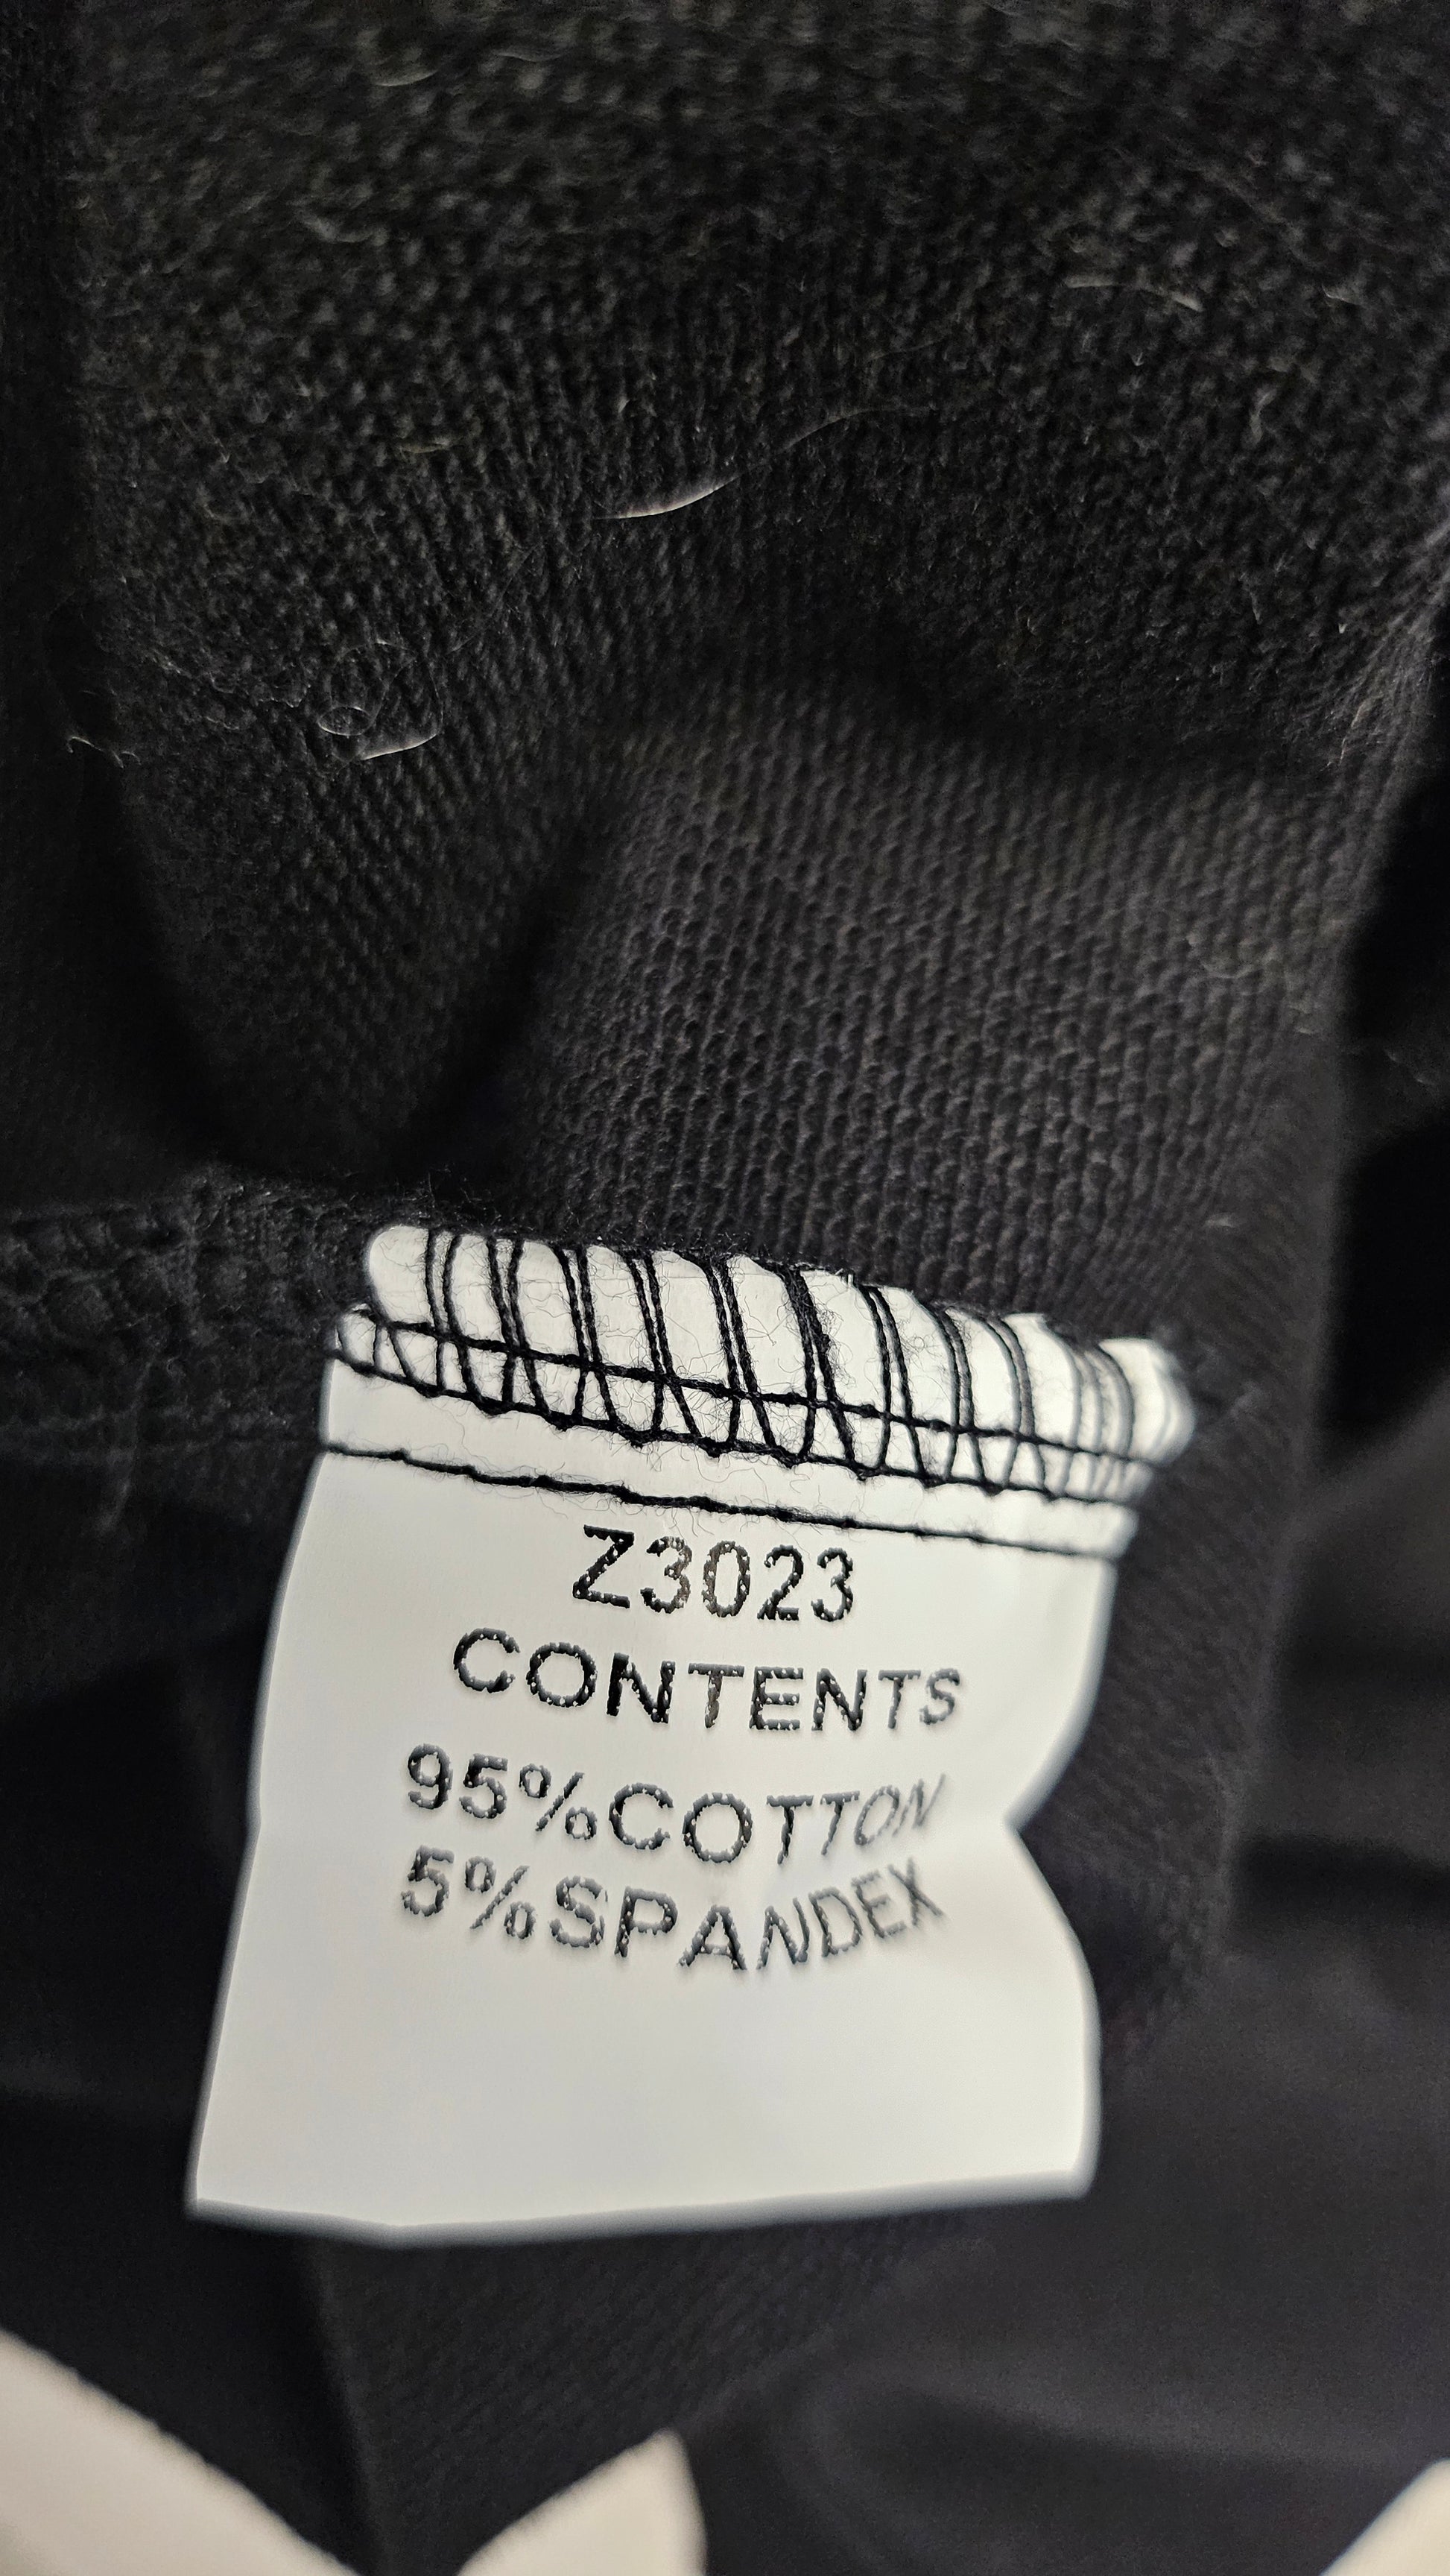 Z3023
CONTENTS
95%COTTON
5%SPANDEX